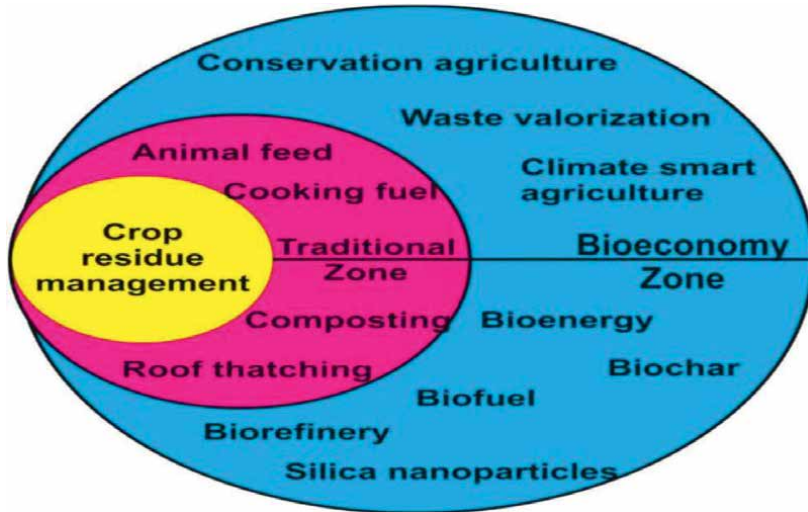 Conservation agriculture
Waste valorization
Animal feed
Climate smart
agriculture
Cooking fuel
Crop
residue
management
Traditional
Zone
Bioeconomy
Zone
Composting
Bioenergy
Roof thatching
Biochar
Biofuel
Biorefinery
Silica nanoparticles